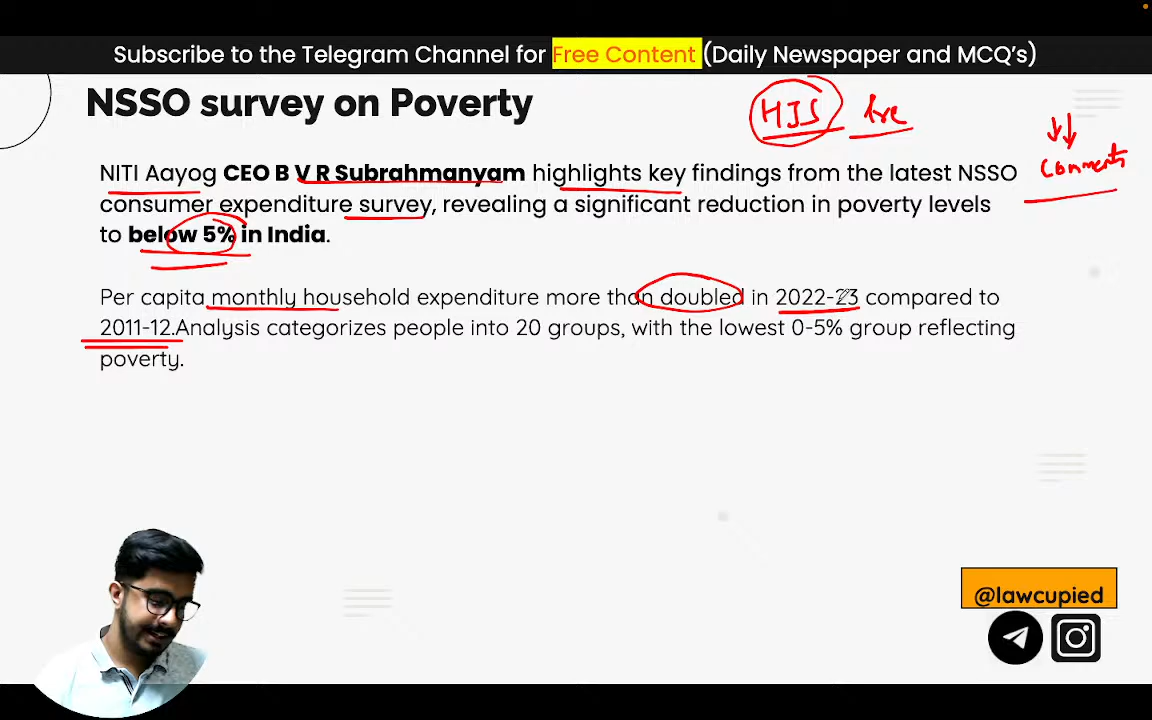 Subscribe to the Telegram Channel for Free Content (Daily Newspaper and MCQ's)
NSSO survey on Poverty
HJS
comments
NITI Aayog CEO B V R Subrahmanyam highlights key findings from the latest NSSO
consumer expenditure survey, revealing a significant reduction in poverty levels
to below 5% in India.
Per capita monthly household expenditure more than doubled in 2022-23 compared to
2011-12.Analysis categorizes people into 20 groups, with the lowest 0-5% group reflecting
poverty.
@lawcupied